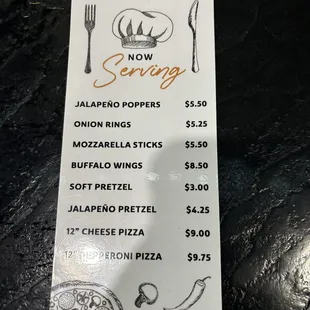 NOW
Serving
JALAPEÑO POPPERS $5.50
ONION RINGS $5.25
MOZZARELLA STICKS $5.50
BUFFALO WINGS $8.50
SOFT PRETZEL $3.00
JALAPEÑO PRETZEL $4.25
12" CHEESE PIZZA $9.00
12" PEPPERONI PIZZA $9.75